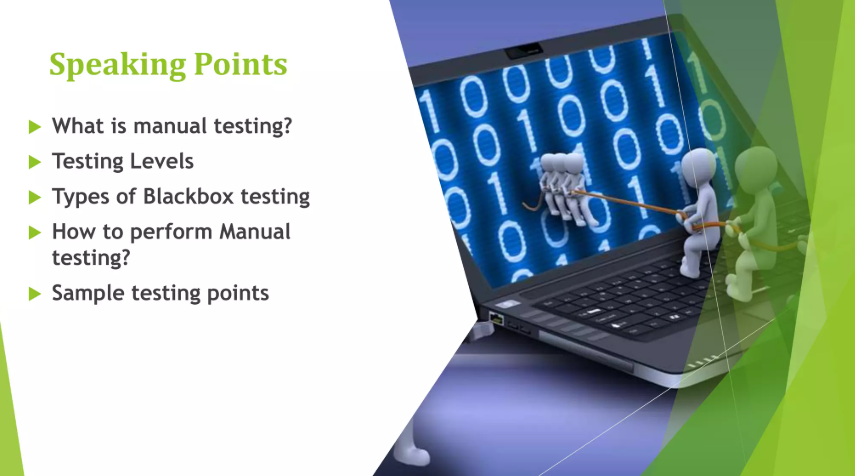 Speaking Points
What is manual testing?
Testing Levels
Types of Blackbox testing
How to perform Manual
testing?
Sample testing points